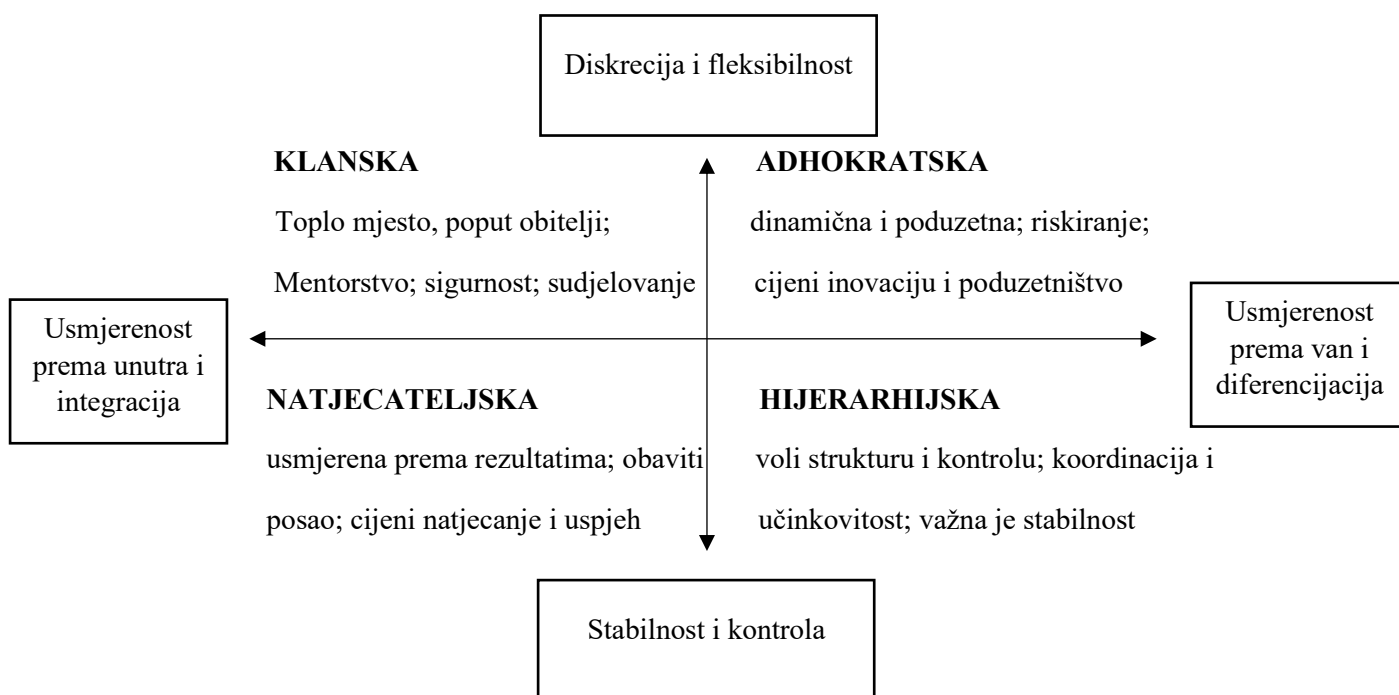 Diskrecija i fleksibilnost
KLANSKA
Toplo mjesto, poput obitelji;
Mentorstvo; sigurnost; sudjelovanje
ADHOKRATSKA
dinamična i poduzetna; riskiranje;
cijeni inovaciju i poduzetništvo
Usmjerenost
prema unutra i
integracija
Usmjerenost
prema van i
diferencijacija
NATJECATELJSKA
usmjerena prema rezultatima; obaviti
posao; cijeni natjecanje i uspjeh
HIJERARHIJSKA
voli strukturu i kontrolu; koordinacija i
učinkovitost; važna je stabilnost
Stabilnost i kontrola